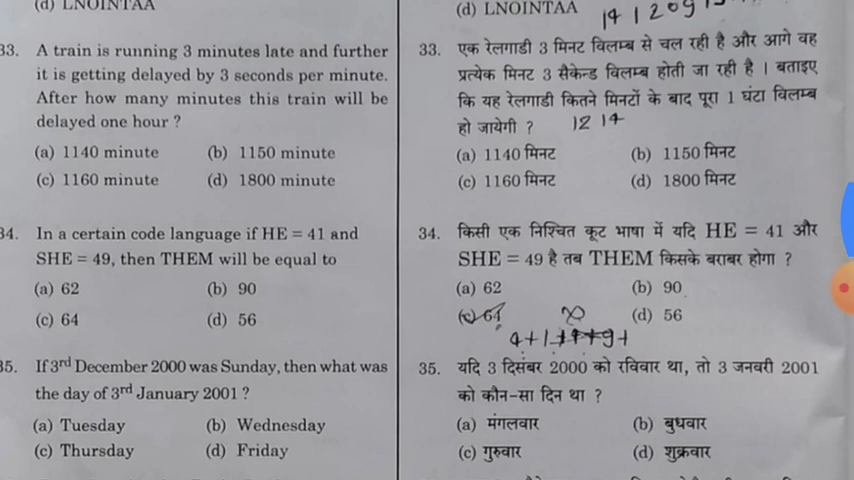 (d) LNOINTAA
33. A train is running 3 minutes late and further
it is getting delayed by 3 seconds per minute.
After how many minutes this train will be
delayed one hour ?
(a) 1140 minute (b) 1150 minute
(c) 1160 minute (d) 1800 minute
34. In a certain code language if HE = 41 and
SHE = 49, then THEM will be equal to
(a) 62 (b) 90
(c) 64 (d) 56
35. If 3rd December 2000 was Sunday, then what was
the day of 3rd January 2001 ?
(a) Tuesday (b) Wednesday
(c) Thursday (d) Friday
(d) LNOINTAA
33. एक रेलगाडी 3 मिनट विलम्ब से चल रही है और आगे वह
प्रत्येक मिनट 3 सैकेन्ड विलम्ब होती जा रही है । बताइए
कि यह रेलगाडी कितने मिनटों के बाद पूरा 1 घंटा विलम्ब
हो जायेगी ? 12 14
(a) 1140 मिनट (b) 1150 मिनट
(c) 1160 मिनट (d) 1800 मिनट
34. किसी एक निश्चित कूट भाषा में यदि HE = 41 और
SHE = 49 है तब THEM किसके बराबर होगा ?
(a) 62 (b) 90
(c) 64 (d) 56
35. यदि 3 दिसंबर 2000 को रविवार था, तो 3 जनवरी 2001
को कौन-सा दिन था ?
(a) मंगलवार (b) बुधवार
(c) गुरुवार (d) शुक्रवार